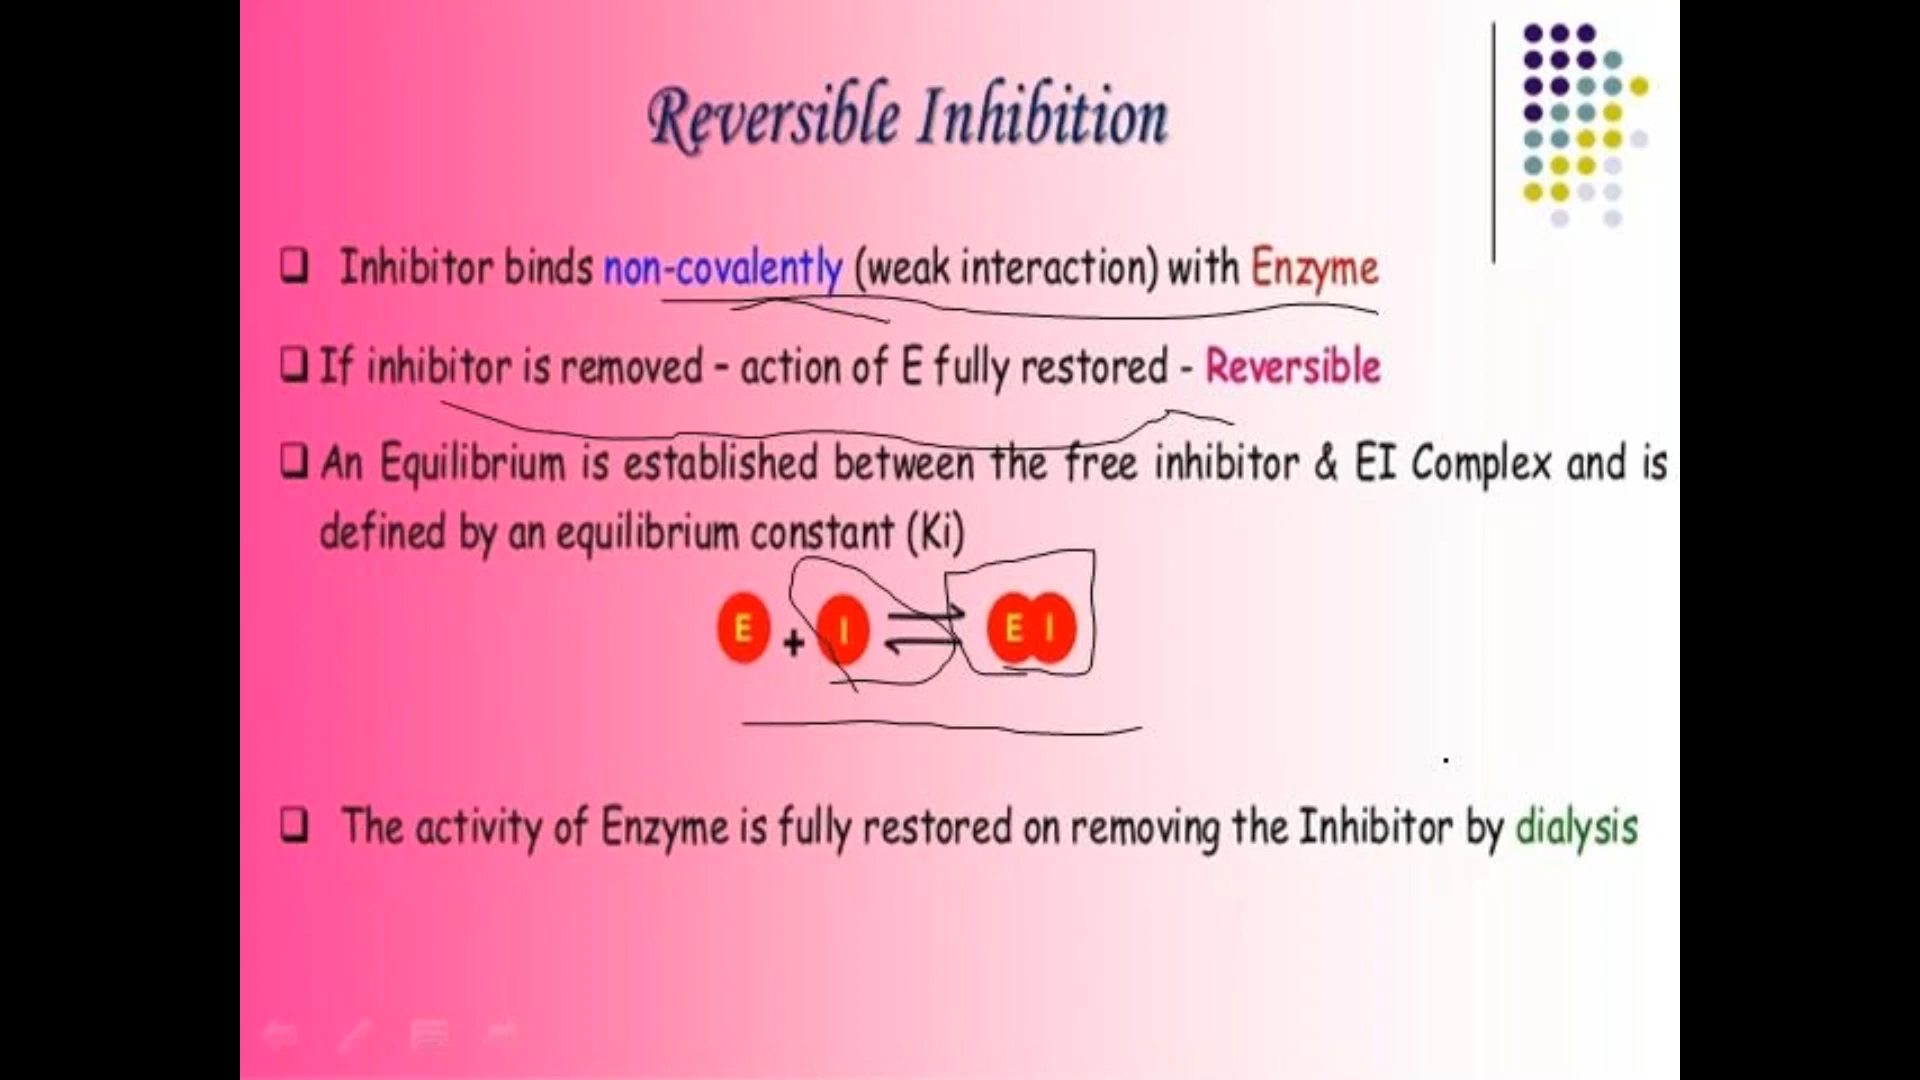 Reversible Inhibition
Inhibitor binds non-covalently (weak interaction) with Enzyme
If inhibitor is removed - action of E fully restored - Reversible
An Equilibrium is established between the free inhibitor & EI Complex and is
defined by an equilibrium constant (Ki)
E + I ⇌ E I
The activity of Enzyme is fully restored on removing the Inhibitor by dialysis